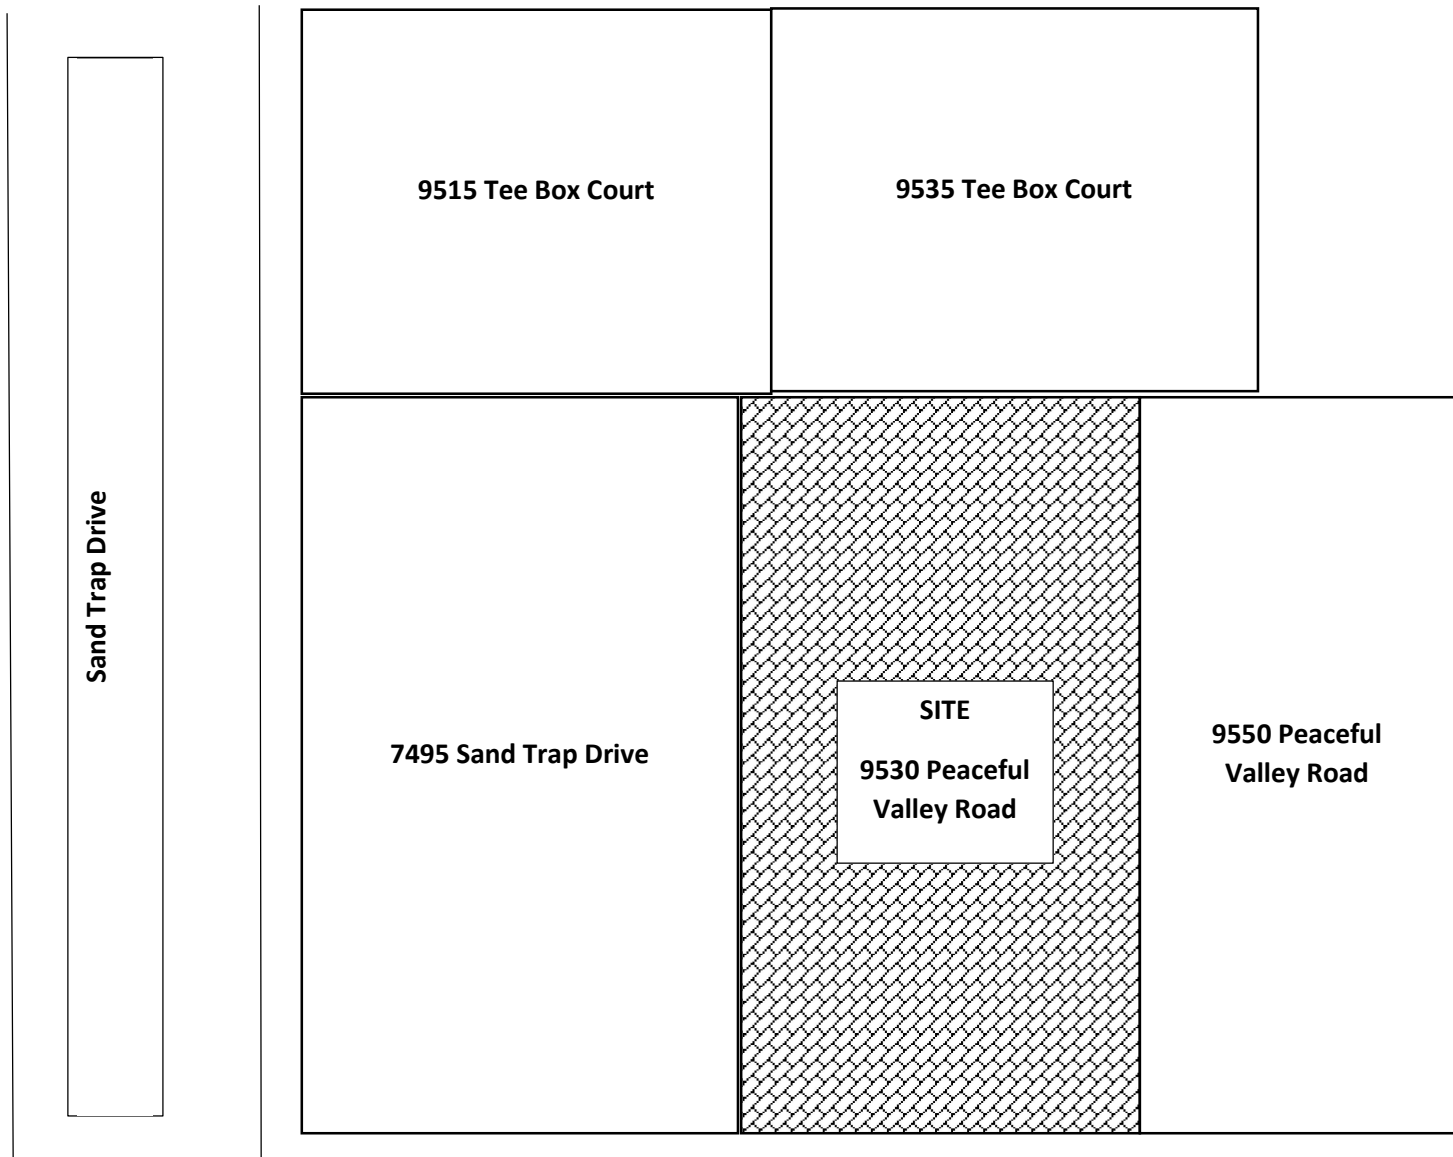 9515 Tee Box Court
9535 Tee Box Court
Sand Trap Drive
7495 Sand Trap Drive
SITE
9530 Peaceful
Valley Road
9550 Peaceful
Valley Road